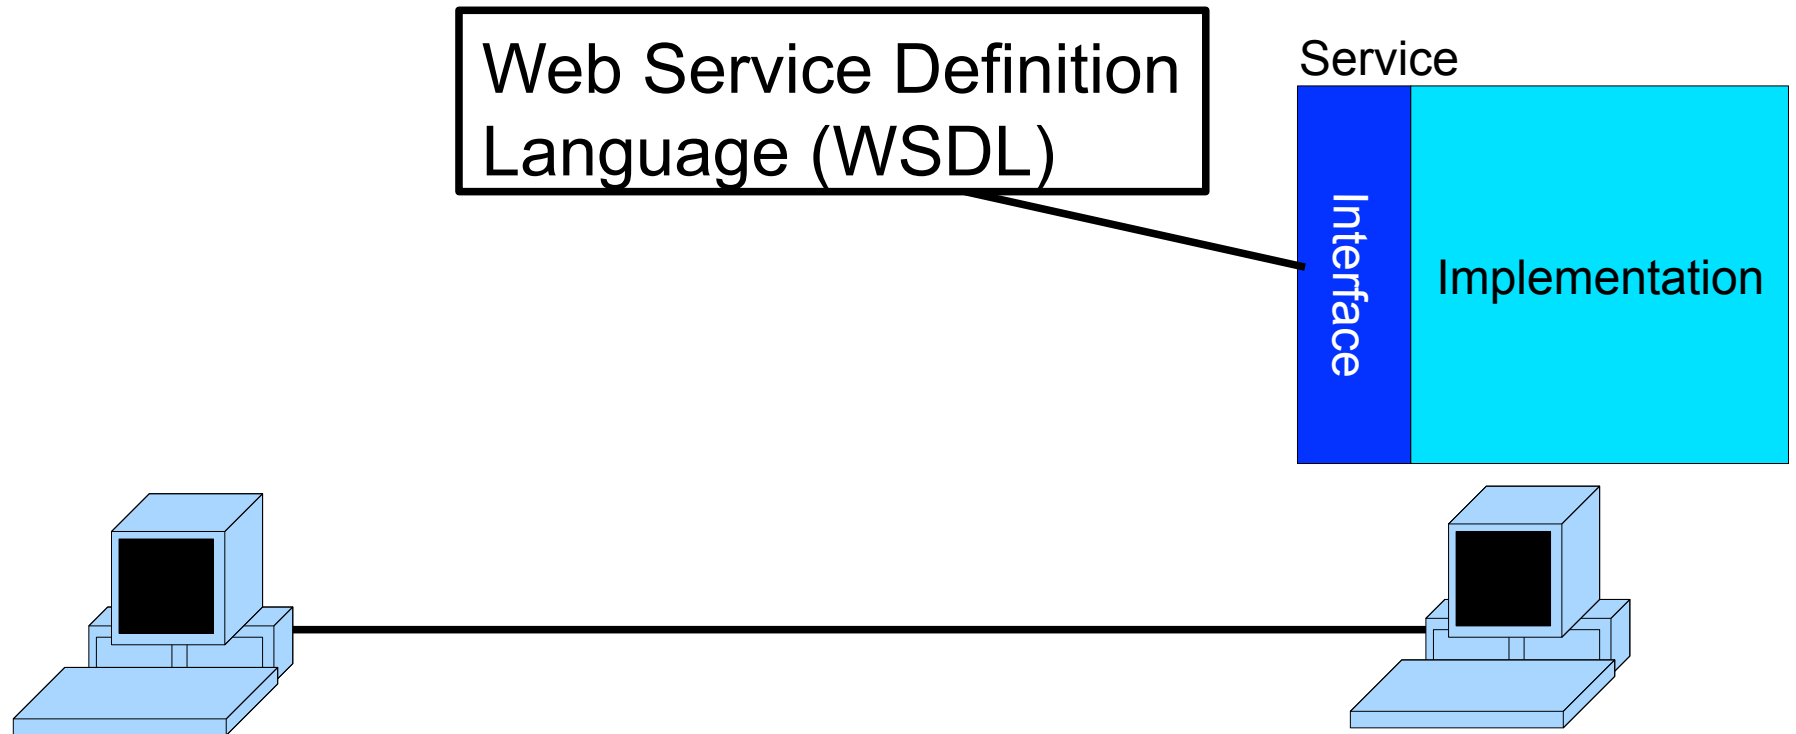 Web Service Definition
Language (WSDL)
Service
Interface
Implementation